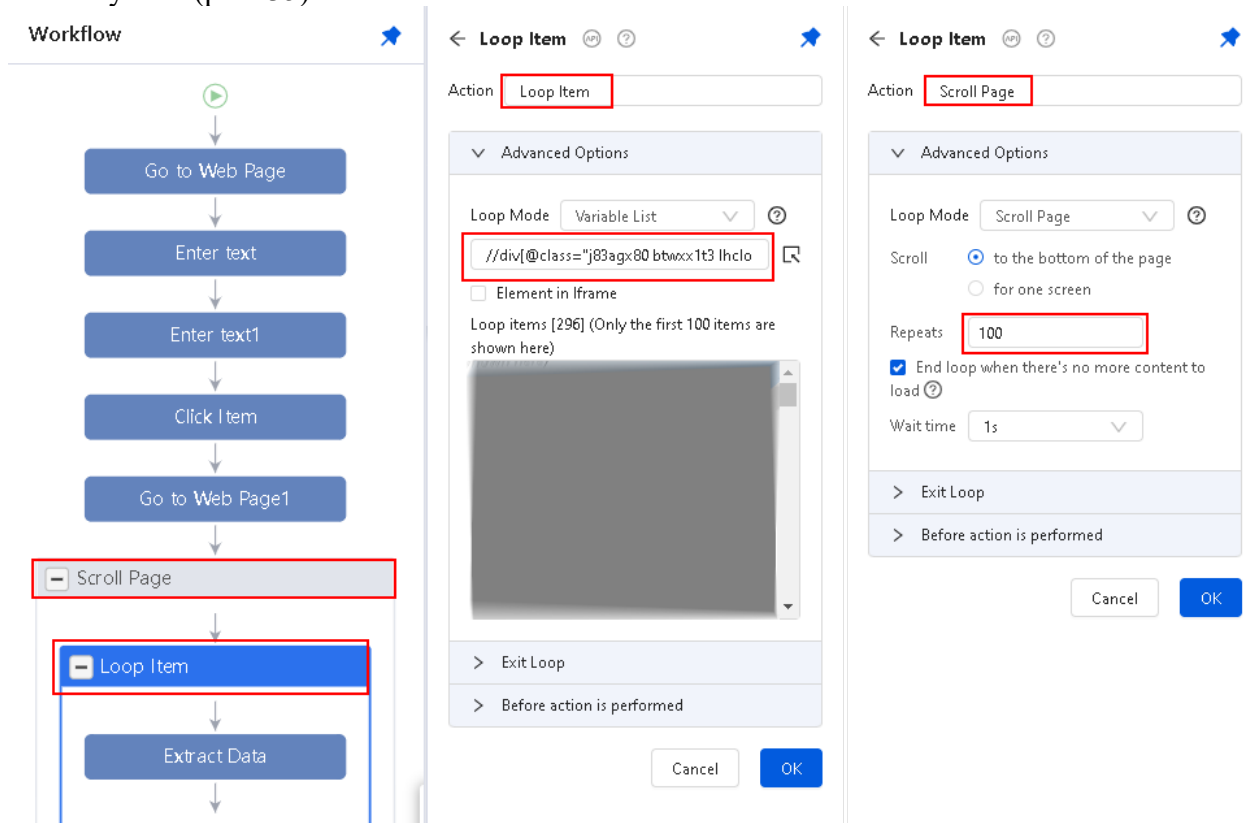 Workflow
Go to Web Page
Enter text
Enter text1
Click Item
Go to Web Page1
Scroll Page
Loop Item
Extract Data
Loop Item API ?
Action Loop Item
Advanced Options
Loop Mode Variable List ?
//div[@class="j83agx80 btwxx1t3 lhclo
Element in Iframe
Loop items [296] (Only the first 100 items are
shown here)
Exit Loop
Before action is performed
Cancel OK
Loop Item API ?
Action Scroll Page
Advanced Options
Loop Mode Scroll Page ?
Scroll to the bottom of the page
for one screen
Repeats 100
End loop when there's no more content to
load ?
Wait time 1s
Exit Loop
Before action is performed
Cancel OK